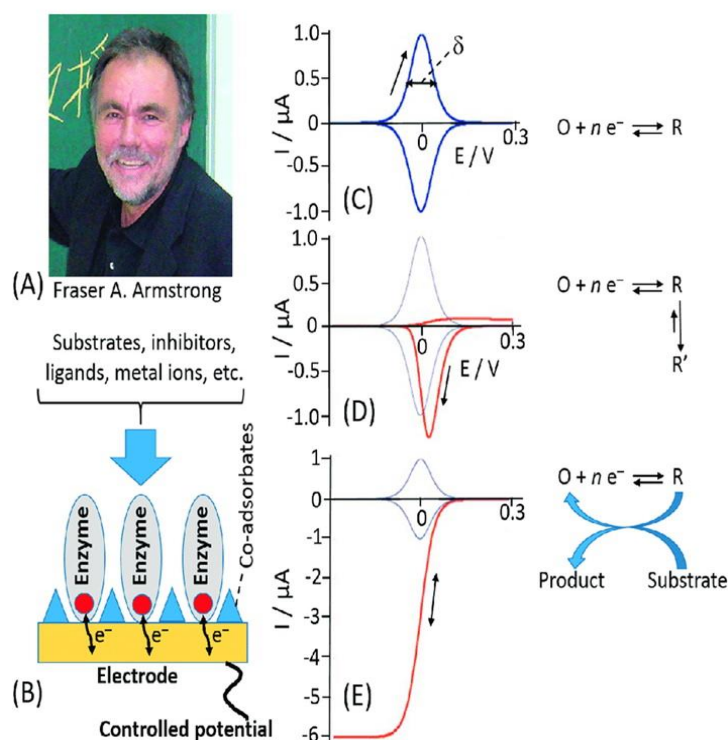 (A)
Fraser A. Armstrong
Substrates, inhibitors,
ligands, metal ions, etc.
Co-adsorbates
Enzyme
Enzyme
Enzyme
e⁻
e⁻
e⁻
Electrode
(B)
Controlled potential
I / μA
1.0
0.5
0
-0.5
-1.0
δ
0
0.3
E / V
(C)
O + n e⁻ ⇌ R
I / μA
1.0
0.5
0
-0.5
-1.0
0
0.3
E / V
(D)
O + n e⁻ ⇌ R
R'
I / μA
1
0
-1
-2
-3
-4
-5
-6
0
0.3
(E)
O + n e⁻ ⇌ R
Product Substrate